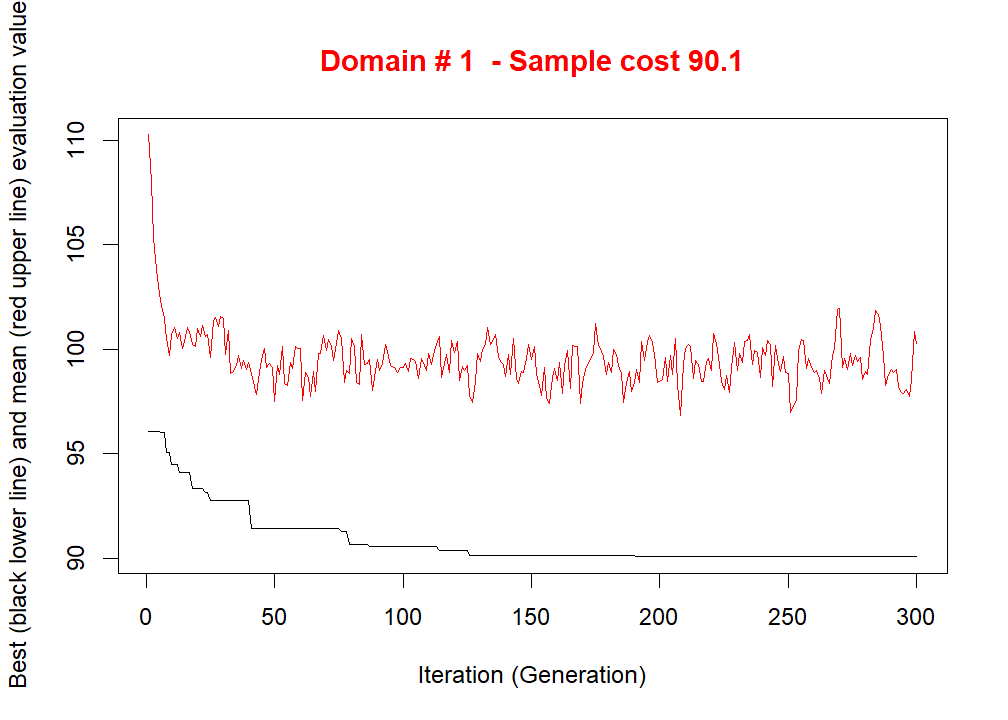 Domain # 1  - Sample cost 90.1
Best (black lower line) and mean (red upper line) evaluation value
110
105
100
95
90
0 50 100 150 200 250 300
Iteration (Generation)